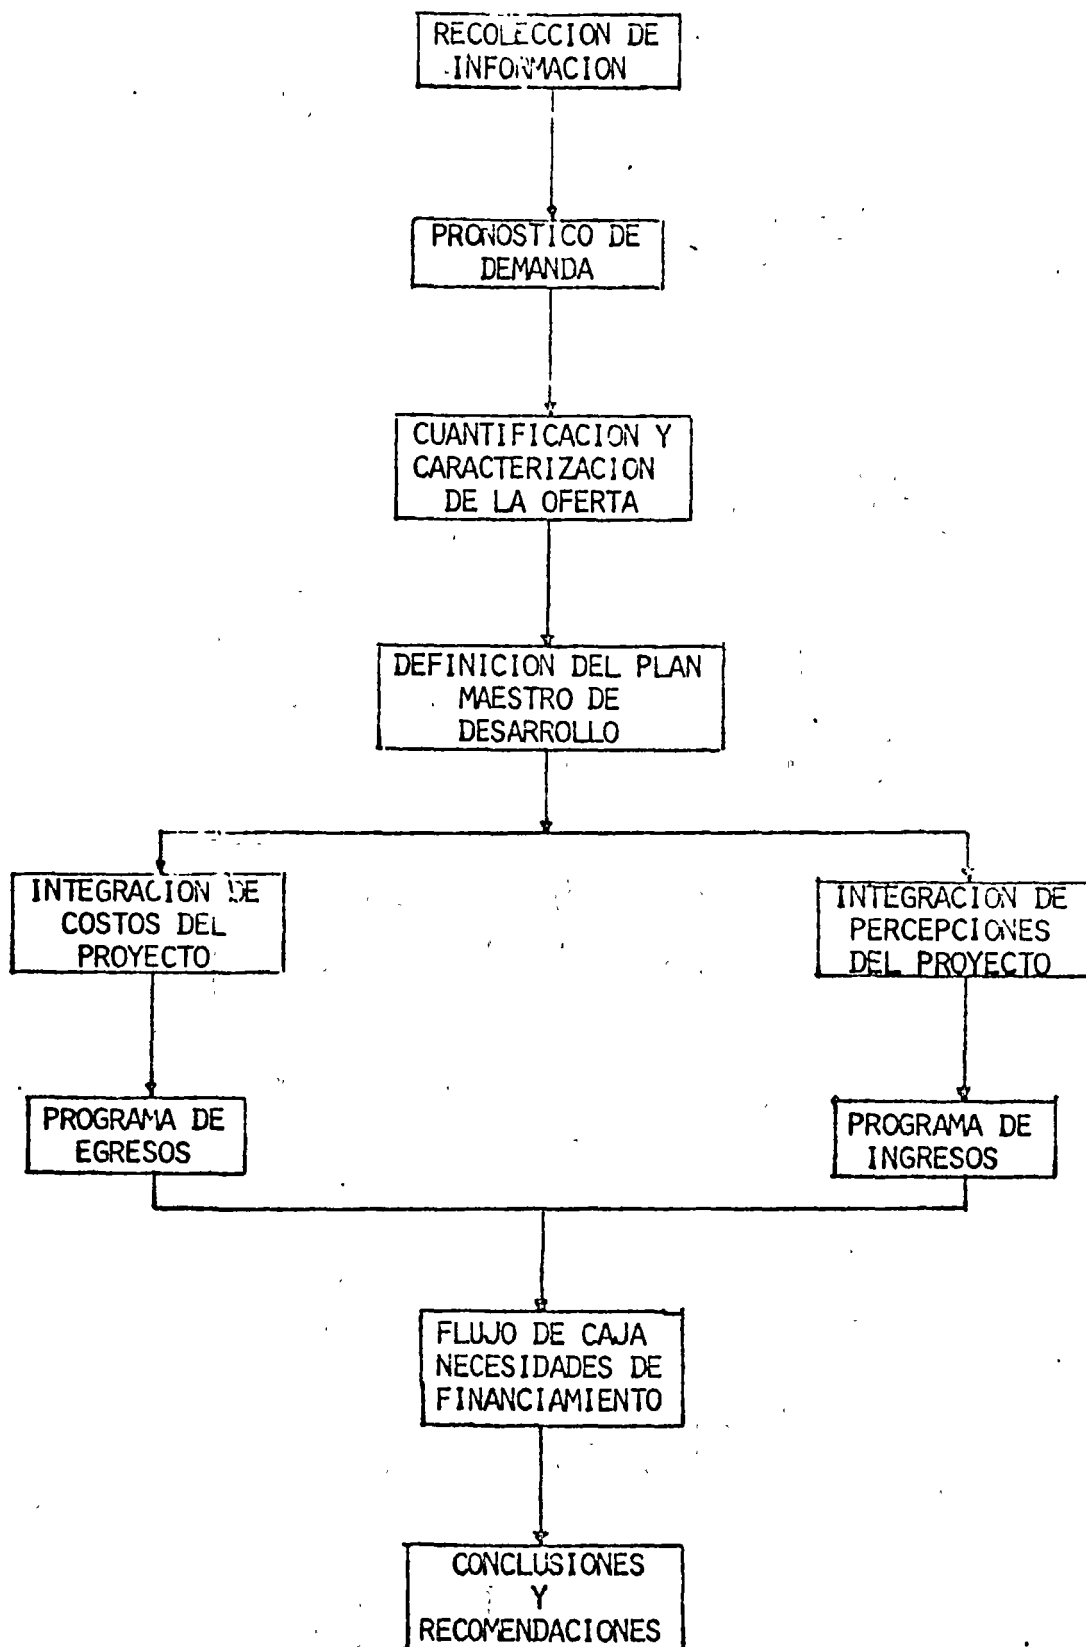 RECOLECCION DE
INFORMACION
PRONOSTICO DE
DEMANDA
CUANTIFICACION Y
CARACTERIZACION
DE LA OFERTA
DEFINICION DEL PLAN
MAESTRO DE
DESARROLLO
INTEGRACION DE
COSTOS DEL
PROYECTO
INTEGRACION DE
PERCEPCIONES
DEL PROYECTO
PROGRAMA DE
EGRESOS
PROGRAMA DE
INGRESOS
FLUJO DE CAJA
NECESIDADES DE
FINANCIAMIENTO
CONCLUSIONES
Y
RECOMENDACIONES